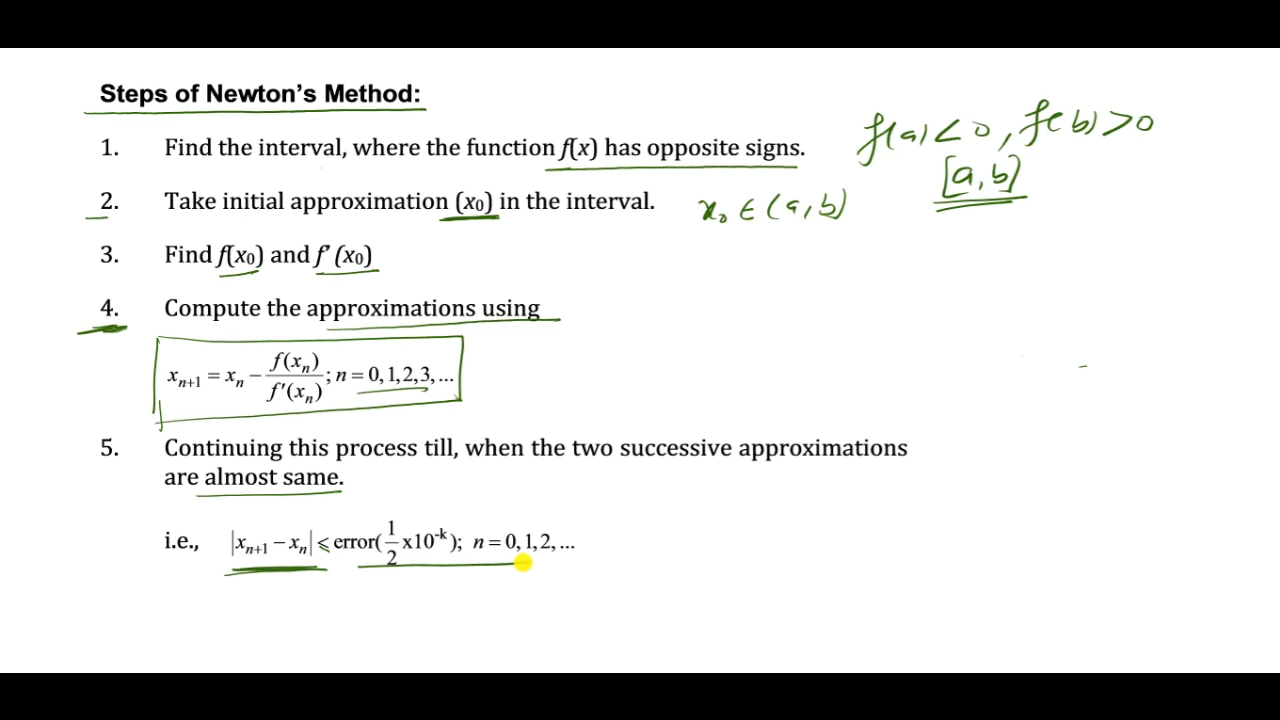 Steps of Newton's Method:
1. Find the interval, where the function f(x) has opposite signs.
f(a) < 0, f(b) > 0
[a, b]
2. Take initial approximation (x₀) in the interval.
x₀ ∈ (a, b)
3. Find f(x₀) and f' (x₀)
4. Compute the approximations using
xₙ₊₁ = xₙ − f(xₙ)/f'(xₙ) ; n = 0, 1, 2, 3, ...
5. Continuing this process till, when the two successive approximations
are almost same.
i.e., |xₙ₊₁ − xₙ| ≤ error(1/2 x10⁻ᵏ); n = 0, 1, 2, ...